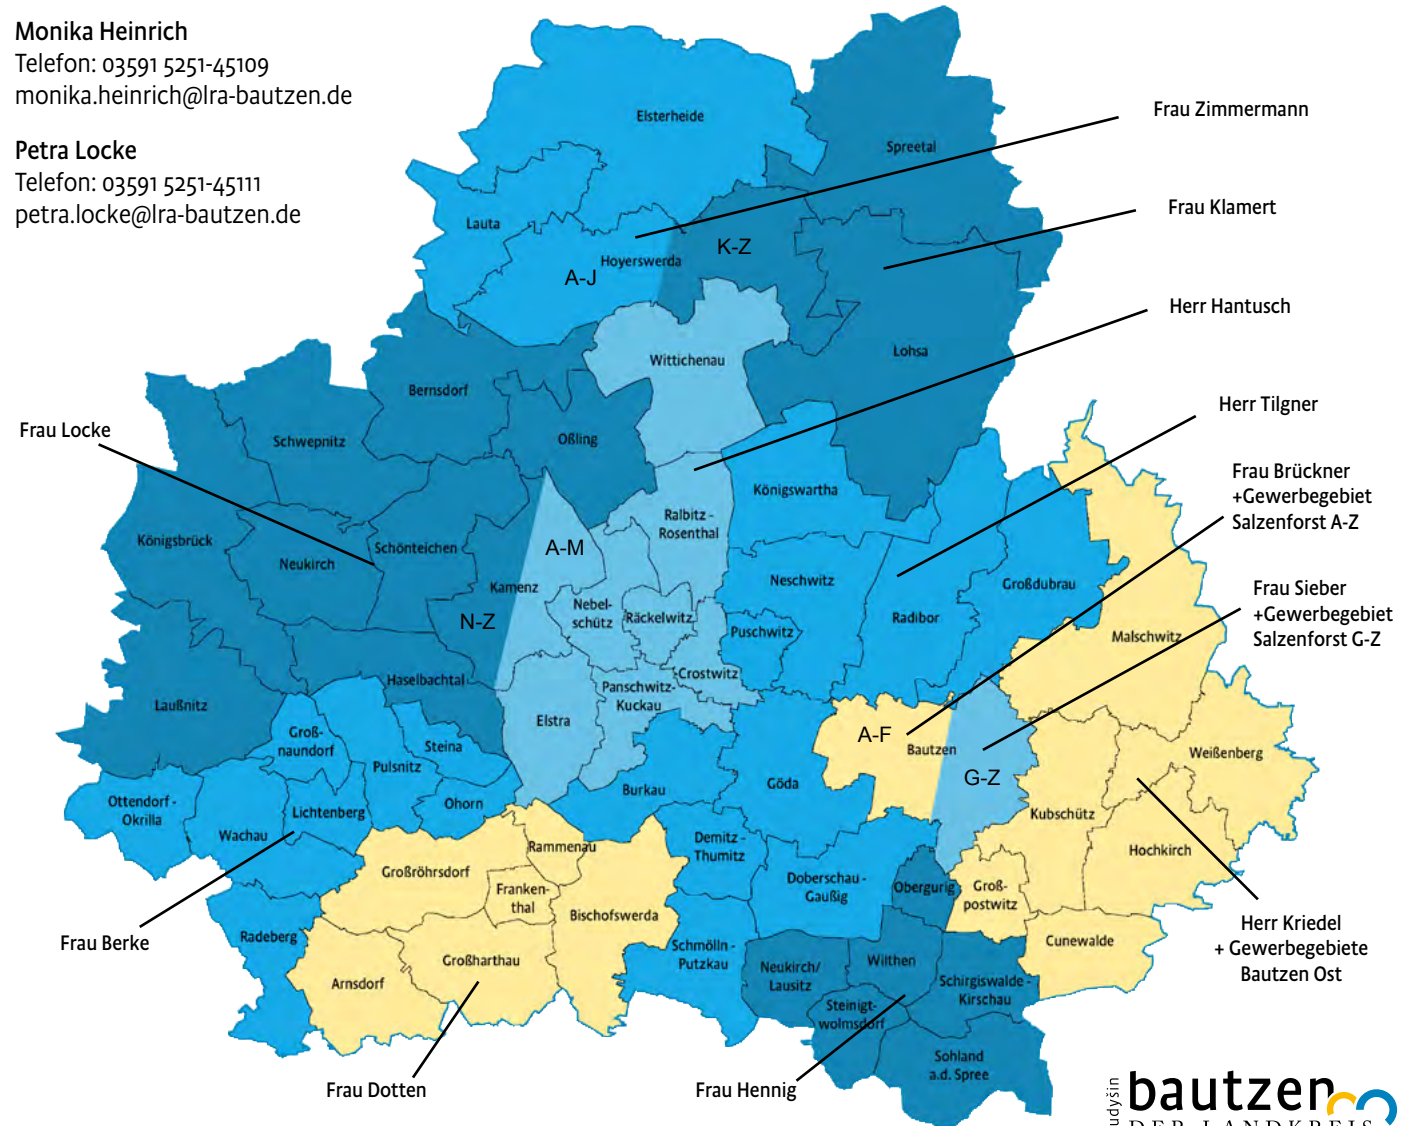 Monika Heinrich
Telefon: 03591 5251-45109
monika.heinrich@lra-bautzen.de
Petra Locke
Telefon: 03591 5251-45111
petra.locke@lra-bautzen.de
Frau Zimmermann
Frau Klamert
Herr Hantusch
Herr Tilgner
Frau Brückner
+Gewerbegebiet
Salzenforst A-Z
Frau Sieber
+Gewerbegebiet
Salzenforst G-Z
Herr Kriedel
+ Gewerbegebiete
Bautzen Ost
Frau Locke
Frau Berke
Frau Dotten
Frau Hennig
Elsterheide
Spreetal
Lauta
Hoyerswerda
A-J
K-Z
Wittichenau
Lohsa
Bernsdorf
Oßling
Schwepnitz
Königsbrück
Neukirch
Schönteichen
Kamenz
A-M
N-Z
Ralbitz -
Rosenthal
Königswartha
Neschwitz
Puschwitz
Radibor
Großdubrau
Malschwitz
Nebel-
schütz
Räckelwitz
Crostwitz
Panschwitz-
Kuckau
Elstra
Haselbachtal
Laußnitz
Groß-
naundorf
Steina
Pulsnitz
Ohorn
Lichtenberg
Ottendorf -
Okrilla
Wachau
Radeberg
Großröhrsdorf
Rammenau
Franken-
thal
Bischofswerda
Großharthau
Arnsdorf
Burkau
Göda
Demitz -
Thumitz
Schmölln -
Putzkau
Doberschau -
Gaußig
A-F
Bautzen
G-Z
Kubschütz
Weißenberg
Hochkirch
Groß-
postwitz
Cunewalde
Obergurig
Wilthen
Neukirch/
Lausitz
Steinigt-
wolmsdorf
Schirgiswalde -
Kirschau
Sohland
a.d. Spree
udyšin
bautzen
DER LANDKREIS